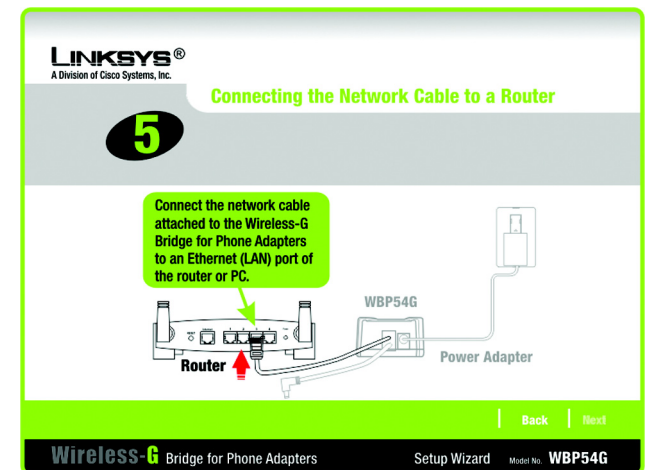 LINKSYS®
A Division of Cisco Systems, Inc.
Connecting the Network Cable to a Router
5
Connect the network cable
attached to the Wireless-G
Bridge for Phone Adapters
to an Ethernet (LAN) port of
the router or PC.
WBP54G
Power Adapter
Router
Back Next
Wireless-G Bridge for Phone Adapters Setup Wizard Model No. WBP54G